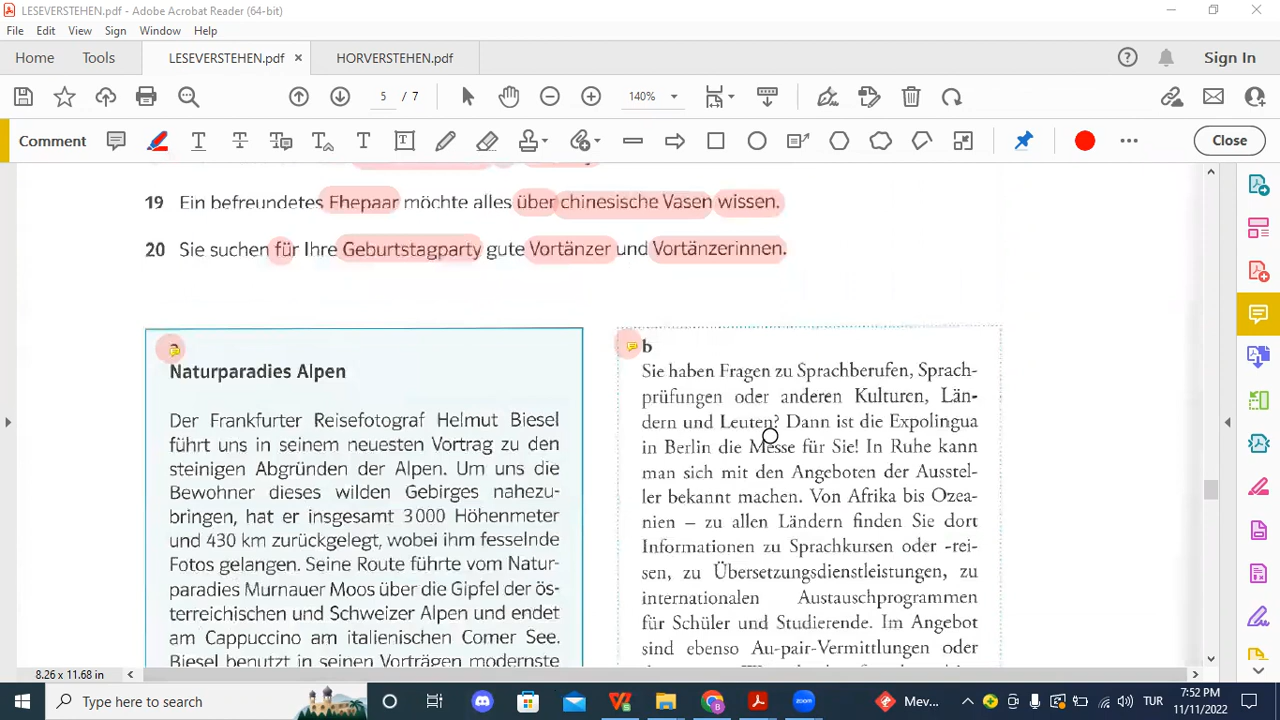 LESEVERSTEHEN.pdf - Adobe Acrobat Reader (64-bit)
File Edit View Sign Window Help
Home Tools LESEVERSTEHEN.pdf × HORVERSTEHEN.pdf Sign In
5 / 7 140%
Comment Close
19 Ein befreundetes Ehepaar möchte alles über chinesische Vasen wissen.
20 Sie suchen für Ihre Geburtstagparty gute Vortänzer und Vortänzerinnen.
Naturparadies Alpen
Der Frankfurter Reisefotograf Helmut Biesel
führt uns in seinem neuesten Vortrag zu den
steinigen Abgründen der Alpen. Um uns die
Bewohner dieses wilden Gebirges nahezu-
bringen, hat er insgesamt 3000 Höhenmeter
und 430 km zurückgelegt, wobei ihm fesselnde
Fotos gelangen. Seine Route führte vom Natur-
paradies Murnauer Moos über die Gipfel der ös-
terreichischen und Schweizer Alpen und endet
am Cappuccino am italienischen Comer See.
Biesel benutzt in seinen Vorträgen modernste
b
Sie haben Fragen zu Sprachberufen, Sprach-
prüfungen oder anderen Kulturen, Län-
dern und Leuten? Dann ist die Expolingua
in Berlin die Messe für Sie! In Ruhe kann
man sich mit den Angeboten der Ausstel-
ler bekannt machen. Von Afrika bis Ozea-
nien – zu allen Ländern finden Sie dort
Informationen zu Sprachkursen oder -rei-
sen, zu Übersetzungsdienstleistungen, zu
internationalen Austauschprogrammen
für Schüler und Studierende. Im Angebot
sind ebenso Au-pair-Vermittlungen oder
8.26 x 11.68 in
Type here to search
Mev... TUR 7:52 PM
11/11/2022